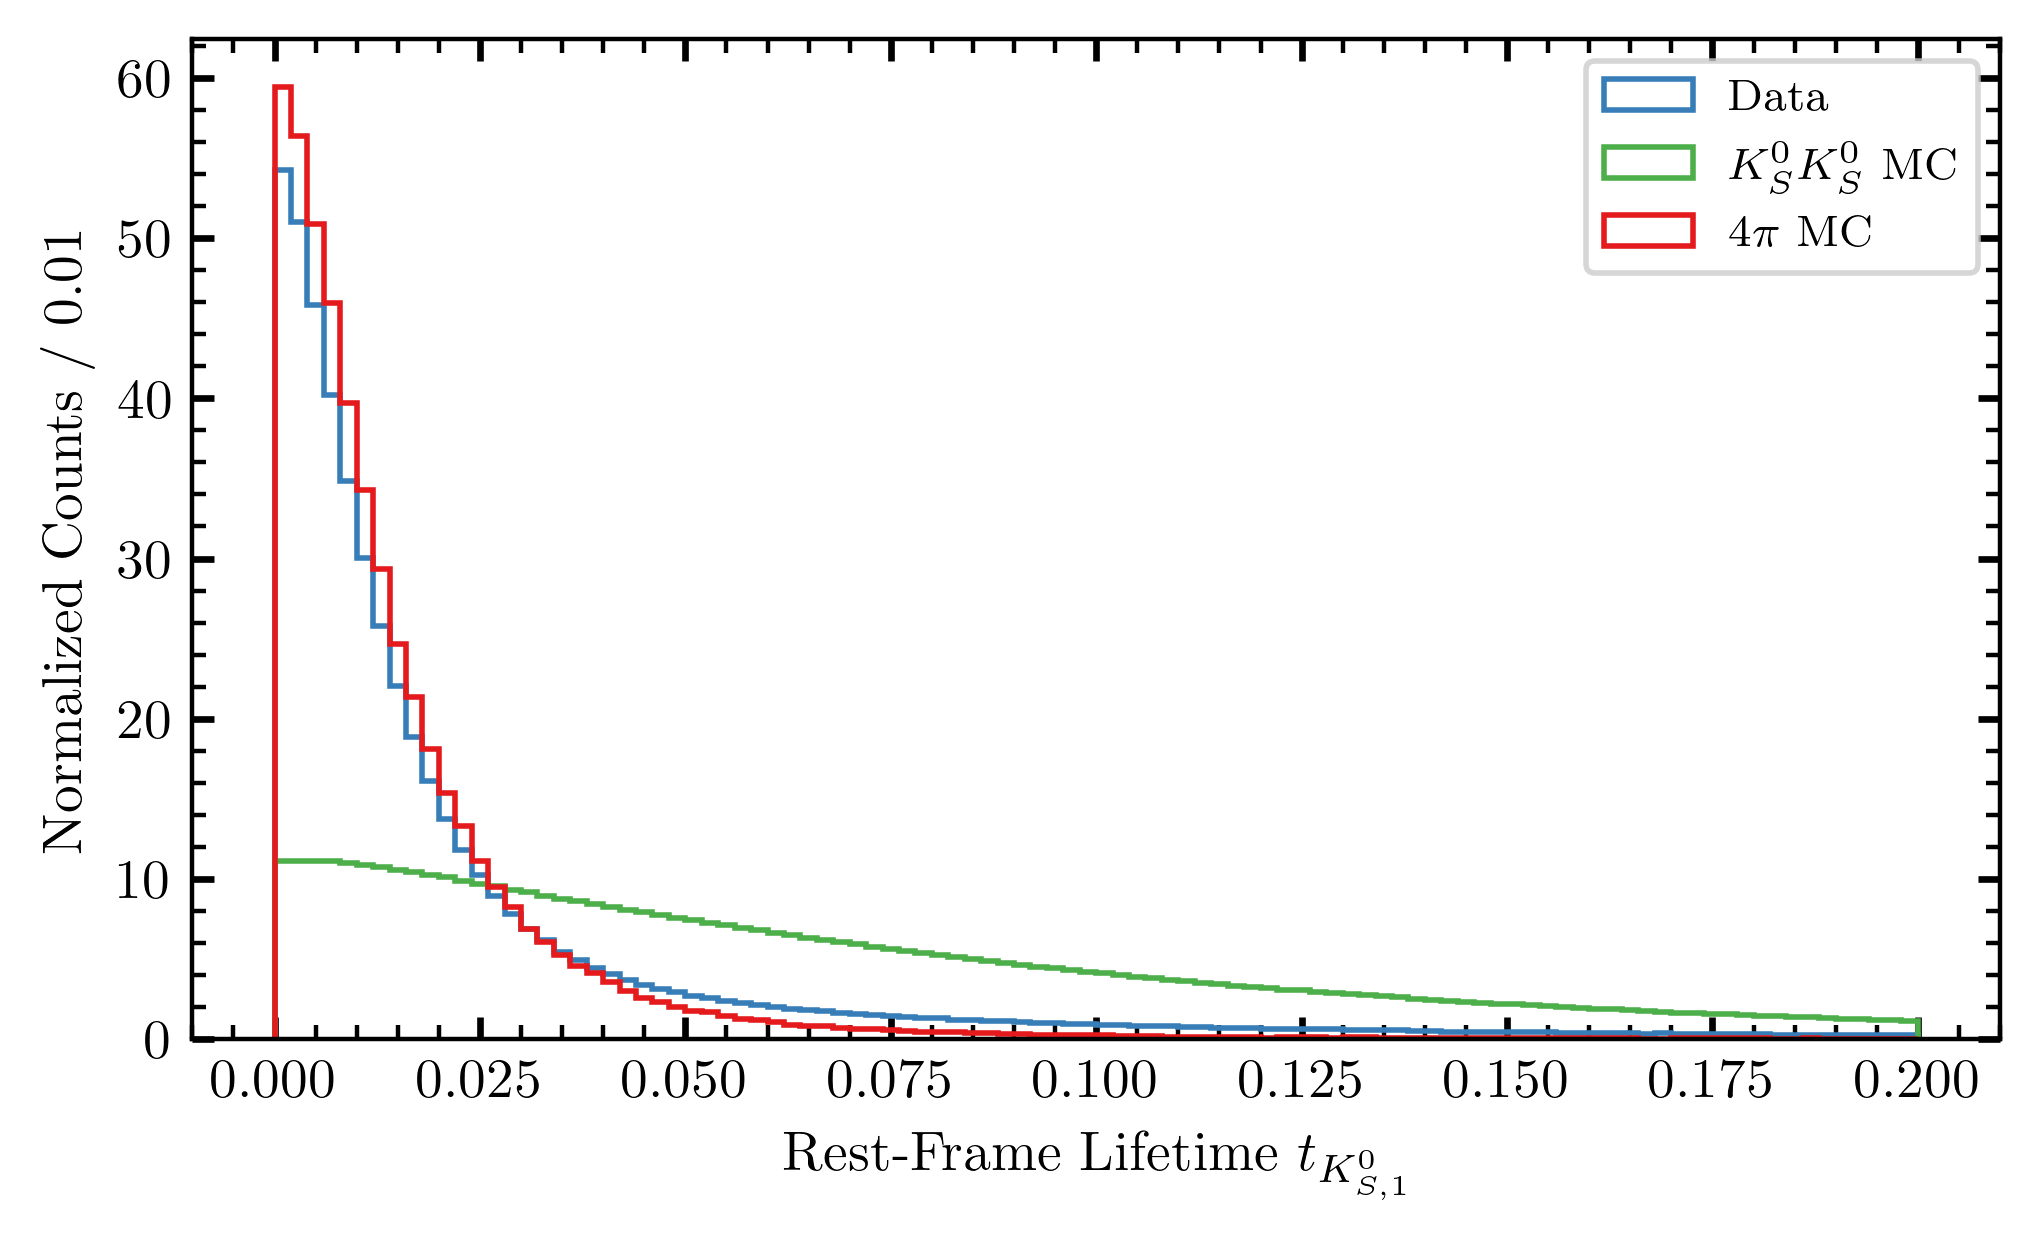 Normalized Counts / 0.01
60
50
40
30
20
10
0
Data
$K_S^0 K_S^0$ MC
4π MC
0.000 0.025 0.050 0.075 0.100 0.125 0.150 0.175 0.200
Rest-Frame Lifetime $t_{K_{S,1}^0}$